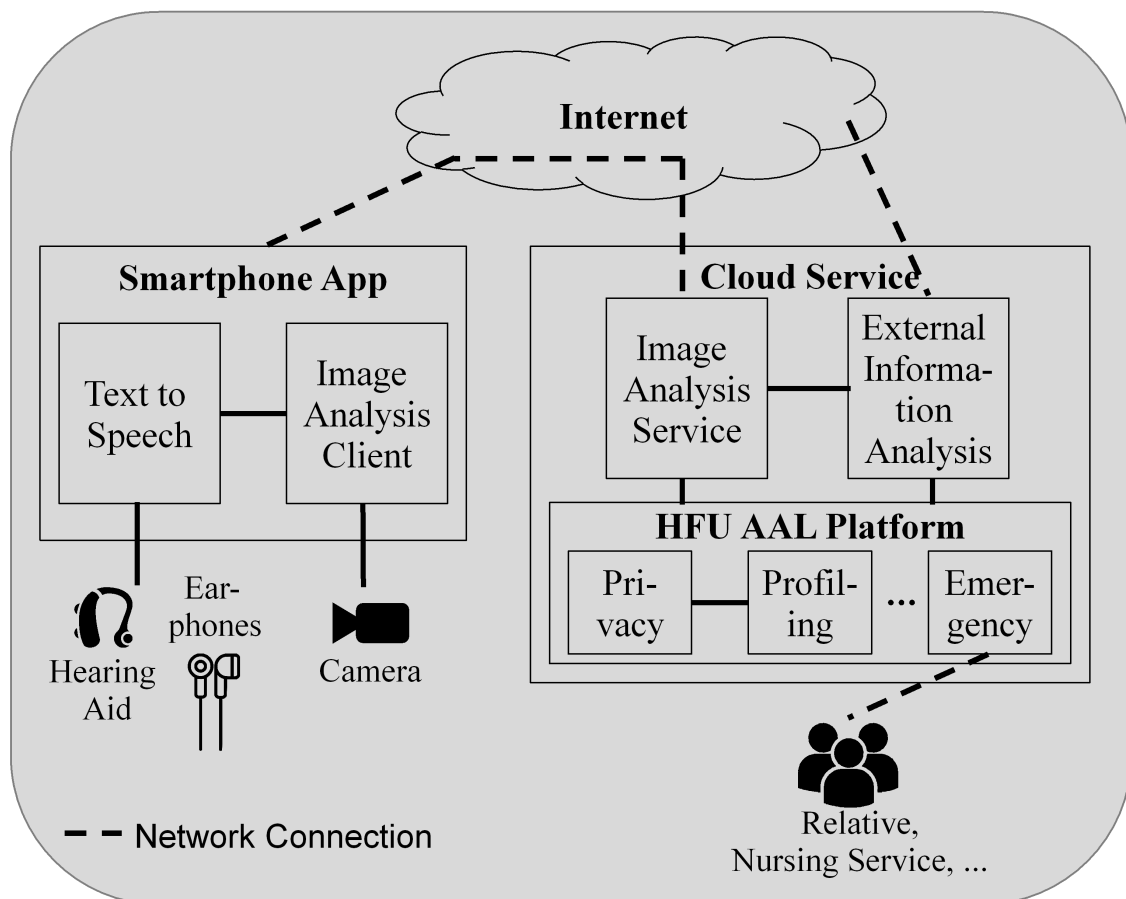 Internet
Smartphone App
Text to
Speech
Image
Analysis
Client
Hearing
Aid
Ear-
phones
Camera
Cloud Service
Image
Analysis
Service
External
Informa-
tion
Analysis
HFU AAL Platform
Pri-
vacy
Profil-
ing
...
Emer-
gency
Relative,
Nursing Service, ...
Network Connection